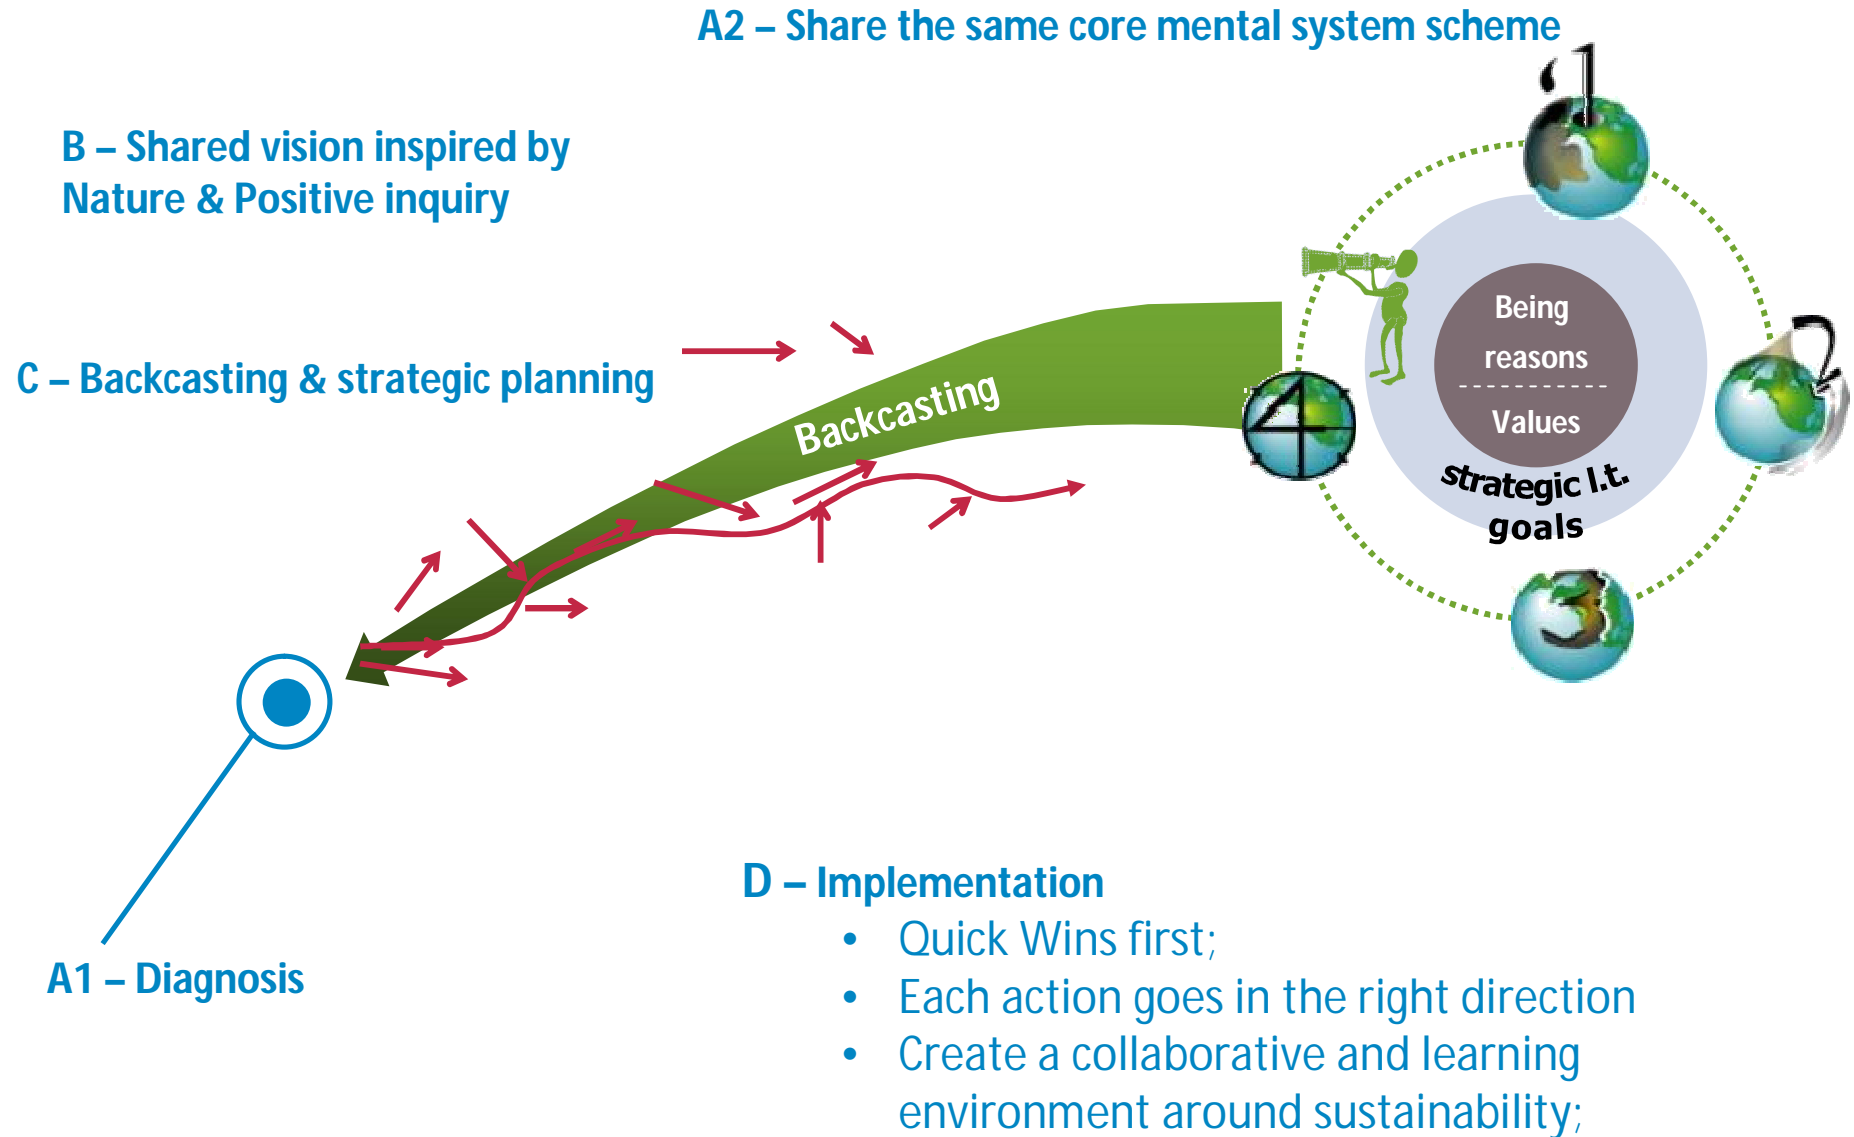 A2 – Share the same core mental system scheme
B – Shared vision inspired by
Nature & Positive inquiry
C – Backcasting & strategic planning
Backcasting
1
2
3
4
Being
reasons
Values
strategic l.t.
goals
A1 – Diagnosis
D – Implementation
• Quick Wins first;
• Each action goes in the right direction
• Create a collaborative and learning
environment around sustainability;